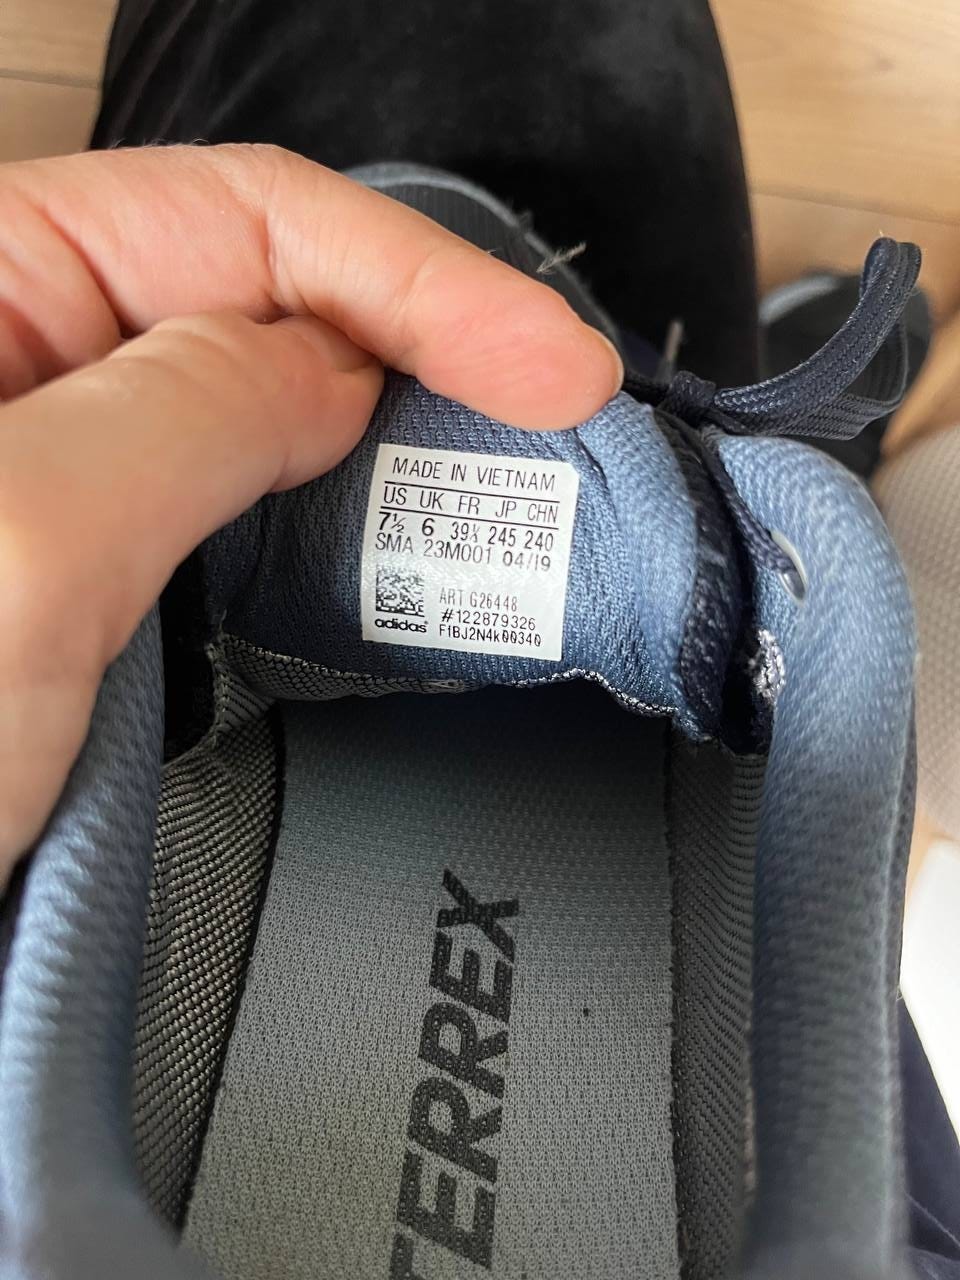 MADE IN VIETNAM
US UK FR JP CHN
7½ 6 39⅓ 245 240
SMA 23M001 04/19
ART G26448
#122879326
adidas F1BJ2N4k00340
TERREX